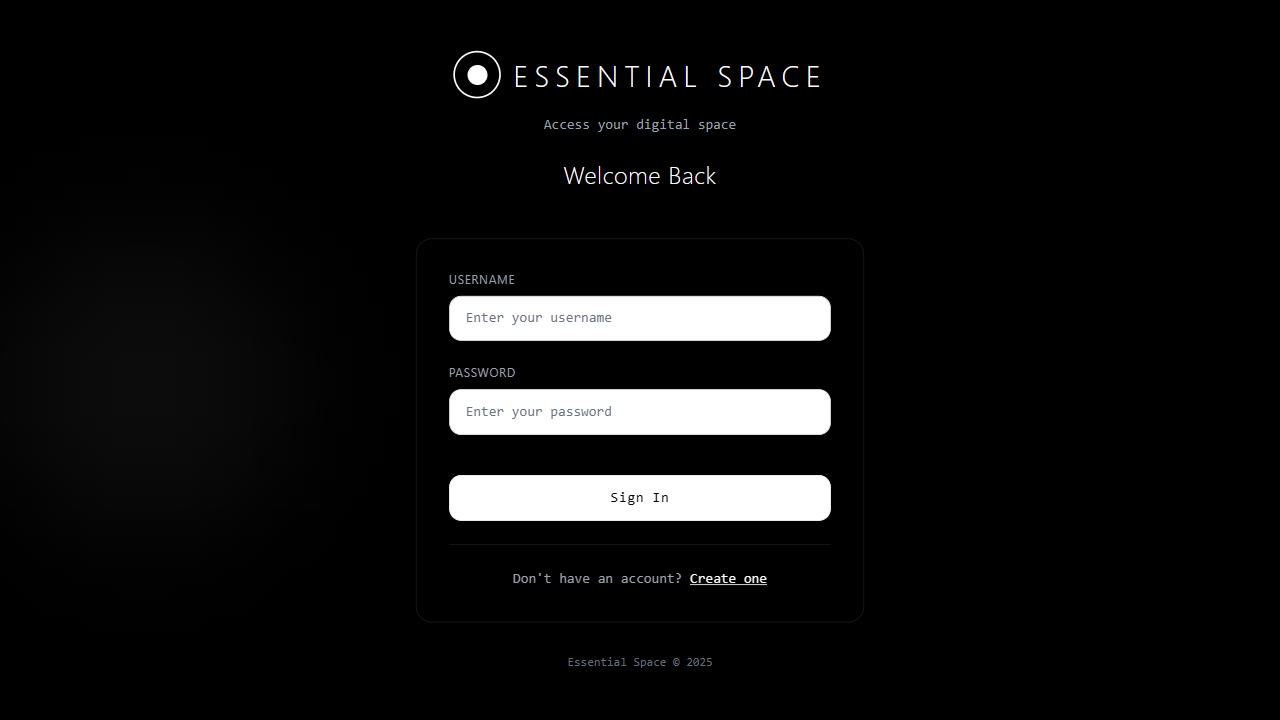 ESSENTIAL SPACE
Access your digital space
Welcome Back
USERNAME
Enter your username
PASSWORD
Enter your password
Sign In
Don't have an account? Create one
Essential Space © 2025